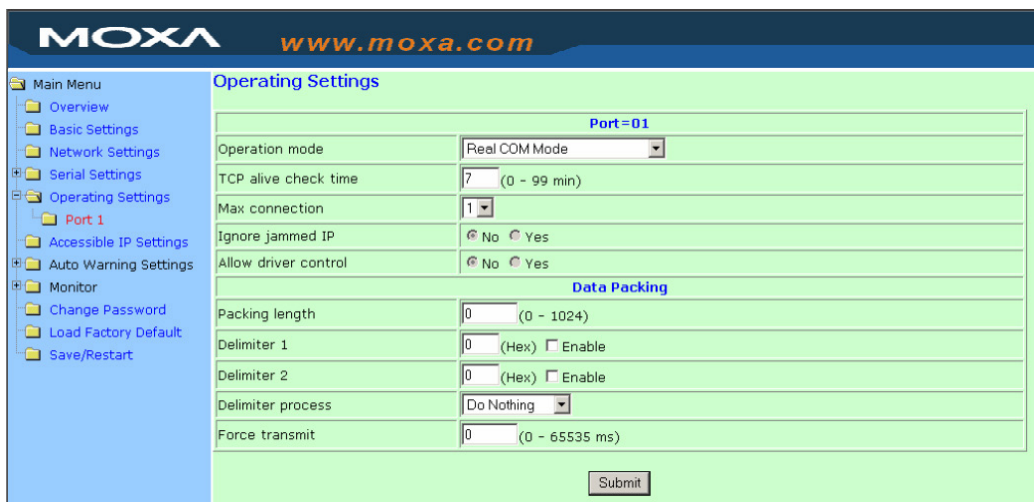 MOXA
www.moxa.com
Main Menu
Overview
Basic Settings
Network Settings
Serial Settings
Operating Settings
Port 1
Accessible IP Settings
Auto Warning Settings
Monitor
Change Password
Load Factory Default
Save/Restart
Operating Settings
Port=01
Operation mode Real COM Mode
TCP alive check time 7 (0 - 99 min)
Max connection 1
Ignore jammed IP No Yes
Allow driver control No Yes
Data Packing
Packing length 0 (0 - 1024)
Delimiter 1 0 (Hex) Enable
Delimiter 2 0 (Hex) Enable
Delimiter process Do Nothing
Force transmit 0 (0 - 65535 ms)
Submit